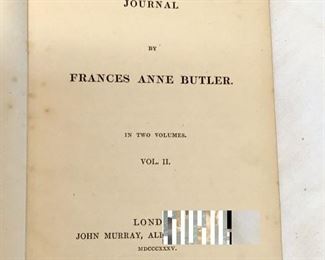 JOURNAL
BY
FRANCES ANNE BUTLER.
IN TWO VOLUMES.
VOL. II.
JOHN MURRAY,
MDCCCXXXV.